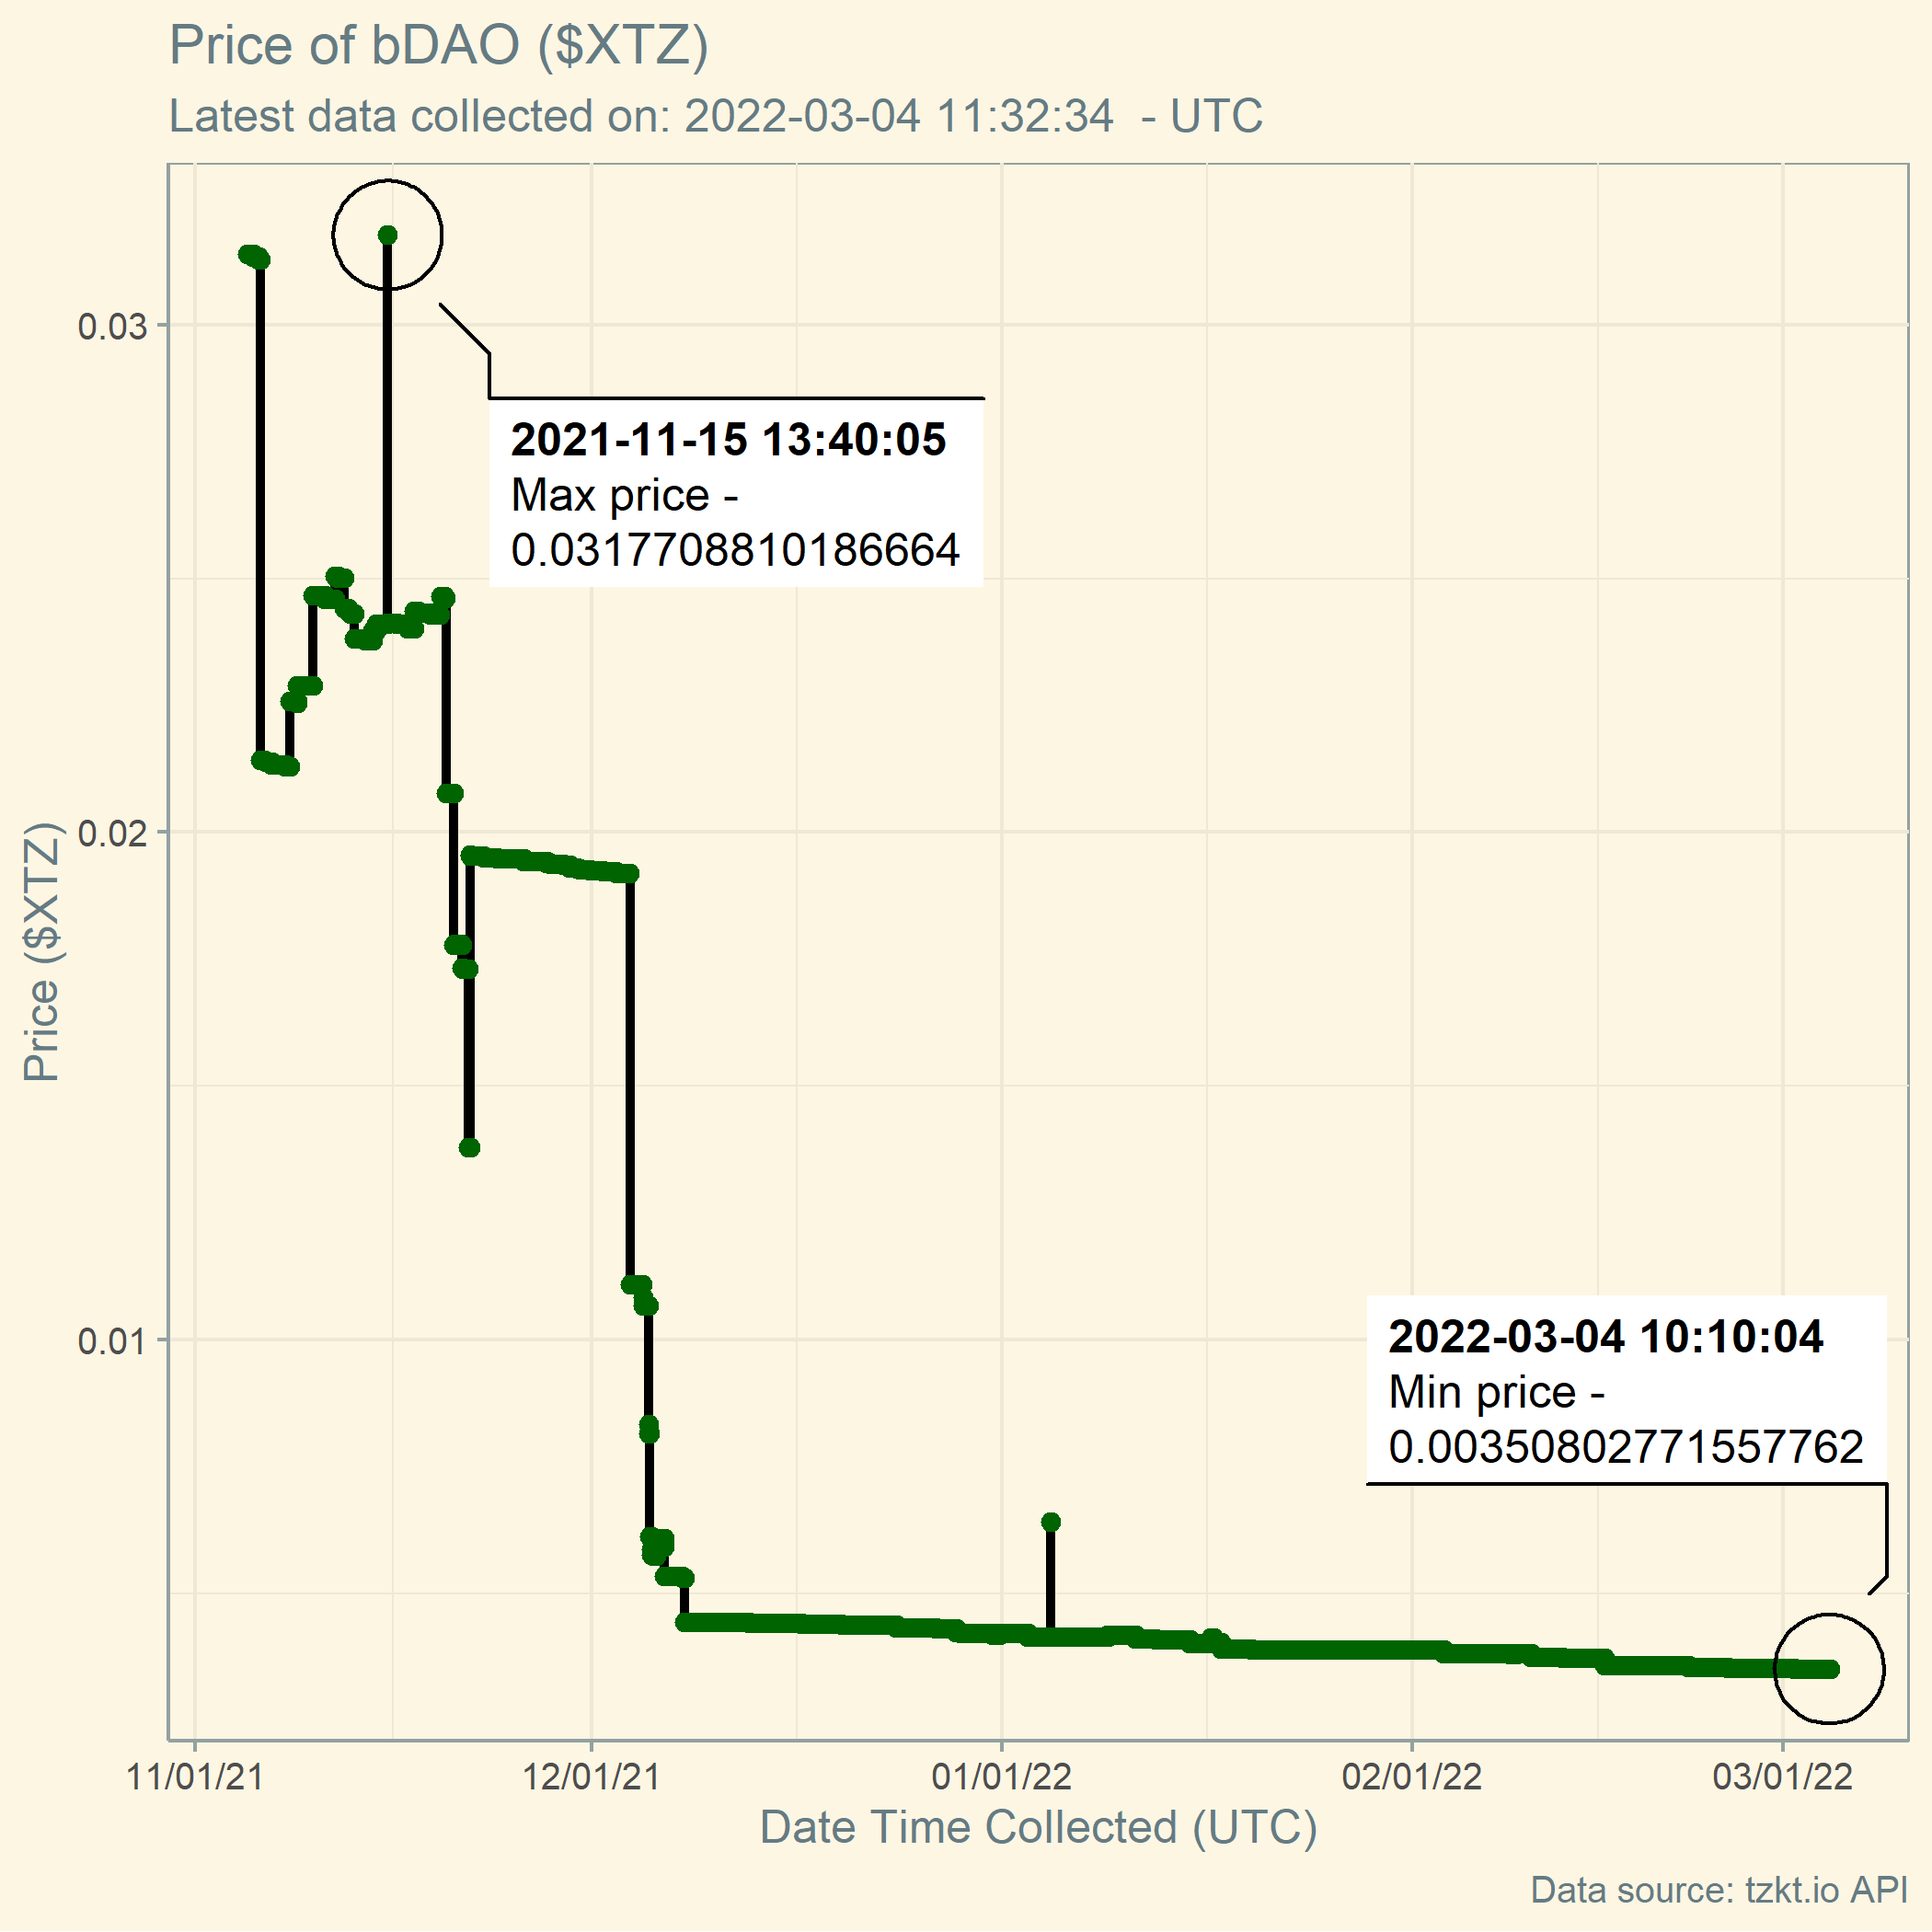 Price of bDAO ($XTZ)
Latest data collected on: 2022-03-04 11:32:34  - UTC
Price ($XTZ)
0.03
0.02
0.01
2021-11-15 13:40:05
Max price -
0.0317708810186664
2022-03-04 10:10:04
Min price -
0.00350802771557762
11/01/21
12/01/21
01/01/22
02/01/22
03/01/22
Date Time Collected (UTC)
Data source: tzkt.io API